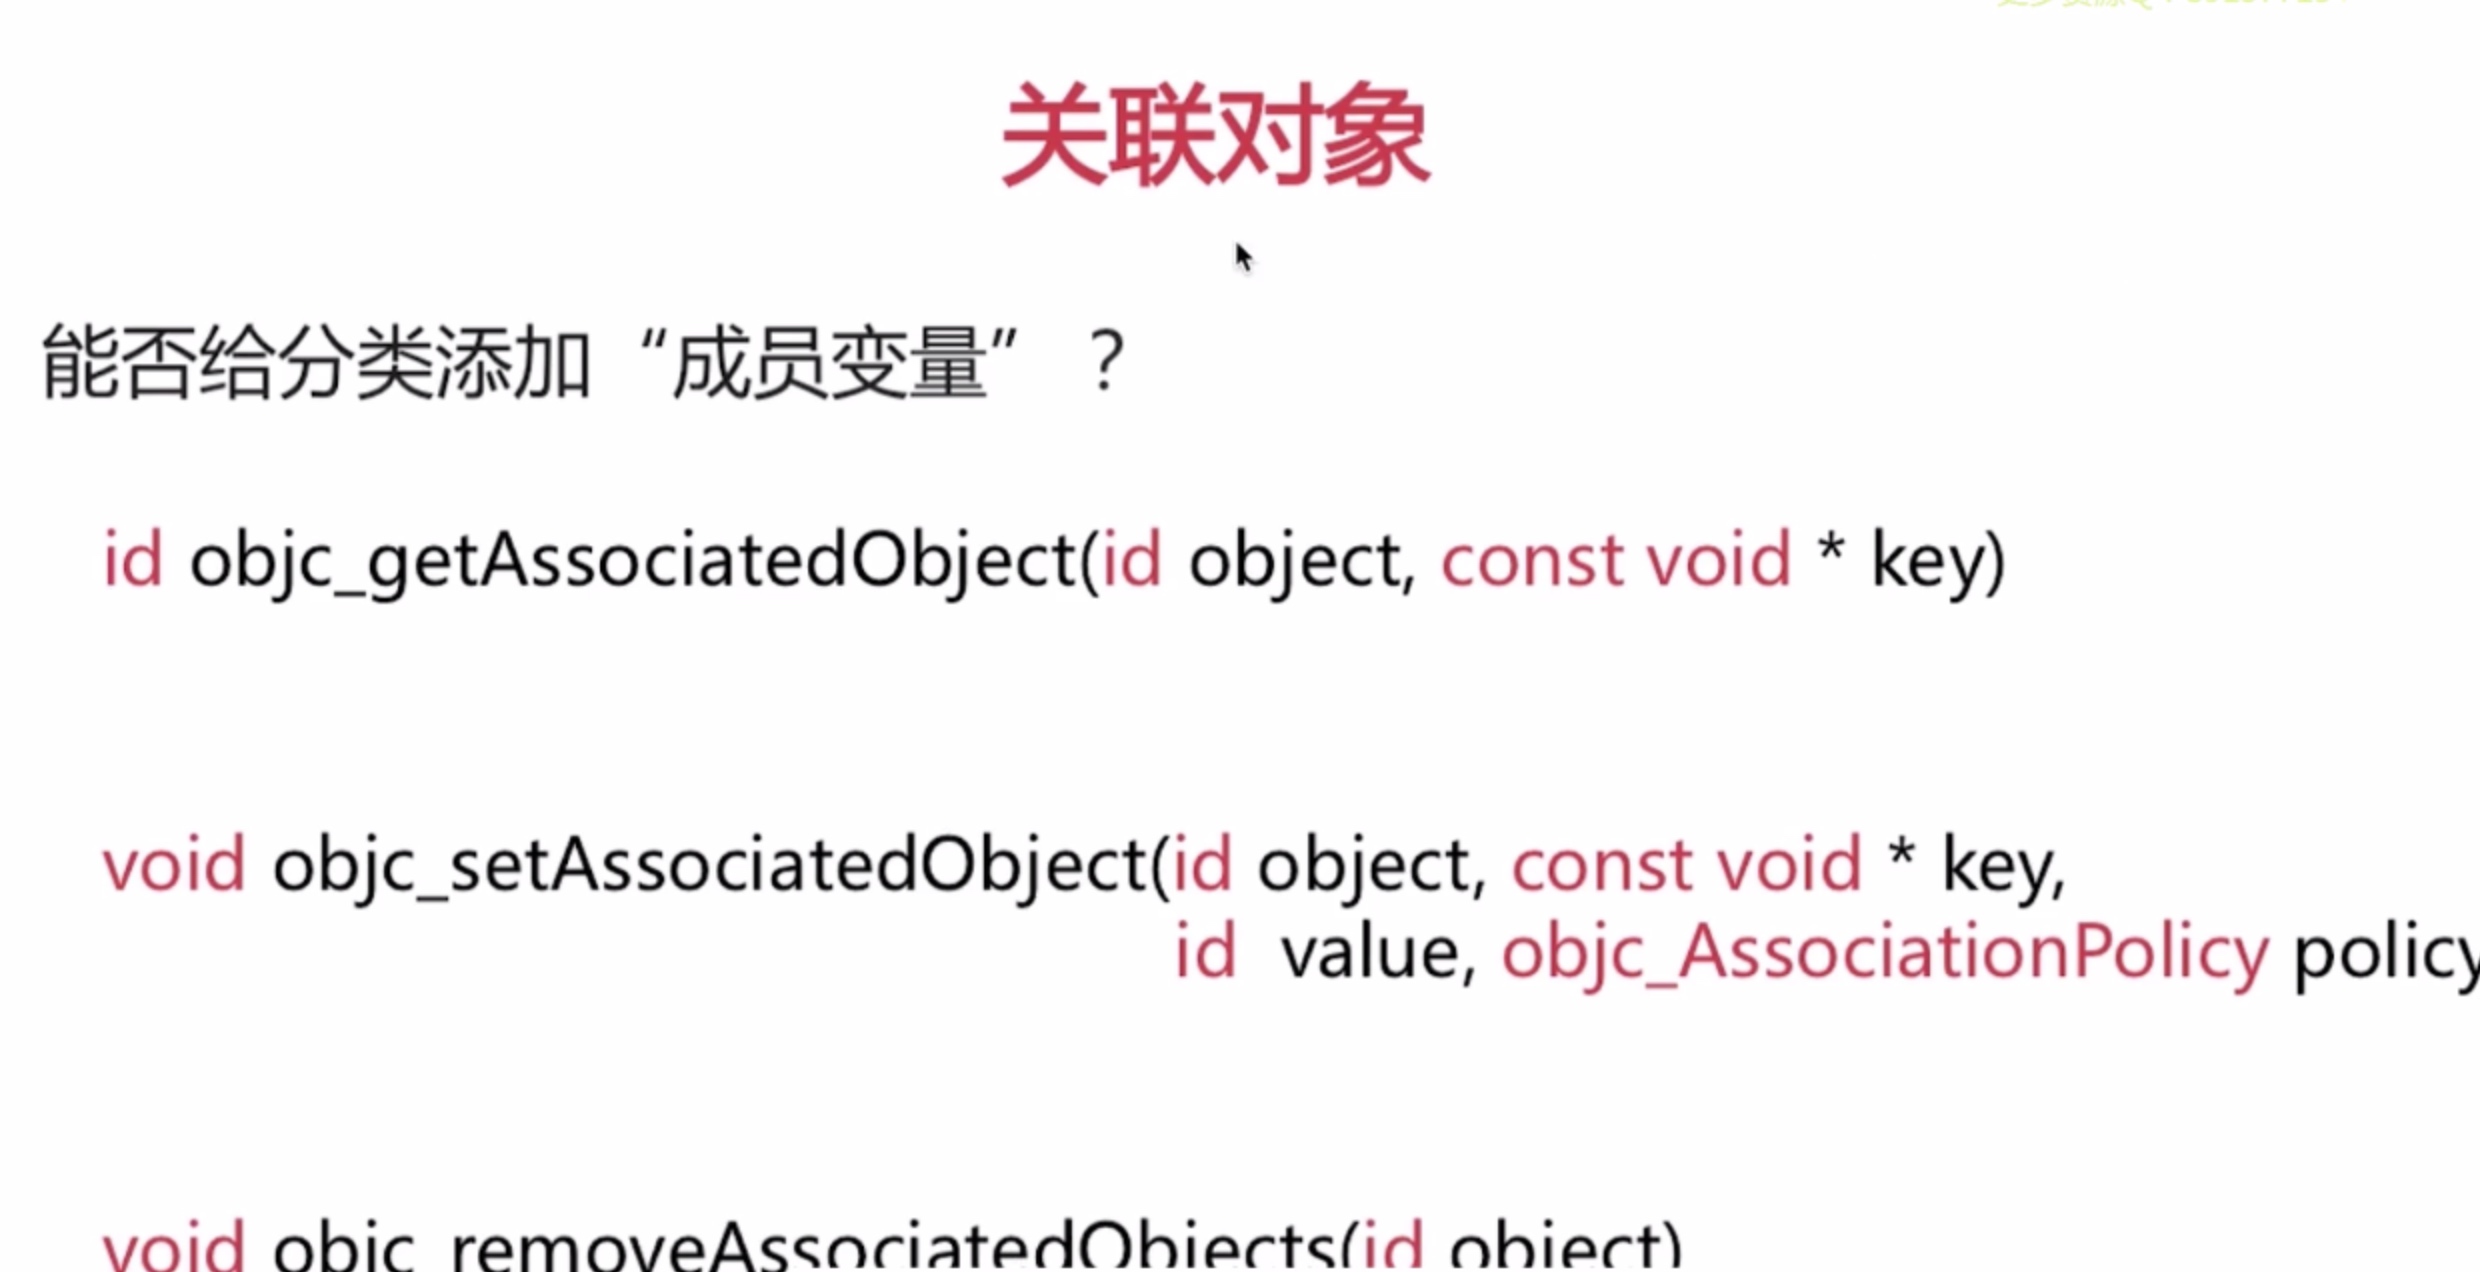 关联对象
能否给分类添加“成员变量”？
id objc_getAssociatedObject(id object, const void * key)
void objc_setAssociatedObject(id object, const void * key,
id value, objc_AssociationPolicy policy
void objc_removeAssociatedObjects(id object)